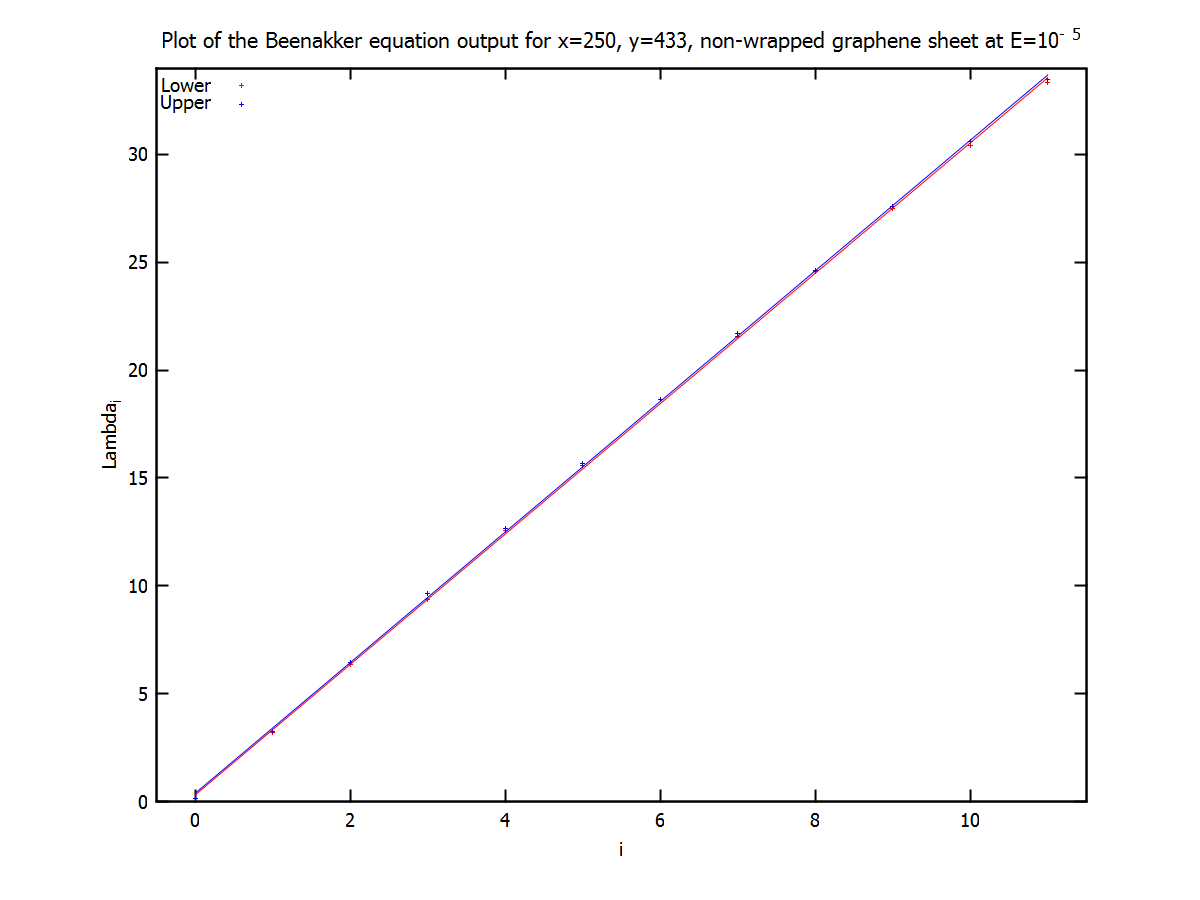 Plot of the Beenakker equation output for x=250, y=433, non-wrapped graphene sheet at E=10- 5
Lower
Upper
30
25
20
15
10
5
0
Lambdai
0 2 4 6 8 10
i